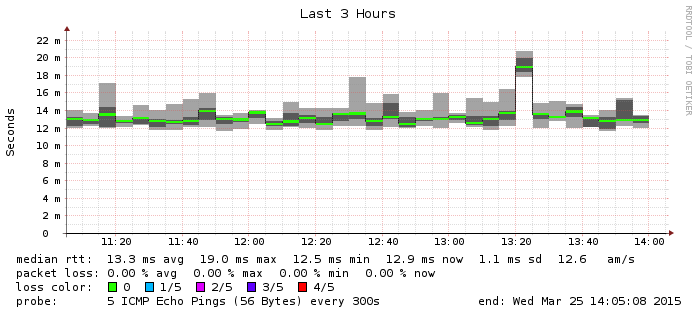 Last 3 Hours
RRDTOOL / TOBI OETIKER
Seconds
22 m
20 m
18 m
16 m
14 m
12 m
10 m
8 m
6 m
4 m
2 m
0
11:20 11:40 12:00 12:20 12:40 13:00 13:20 13:40 14:00
median rtt: 13.3 ms avg 19.0 ms max 12.5 ms min 12.9 ms now 1.1 ms sd 12.6 am/s
packet loss: 0.00 % avg 0.00 % max 0.00 % min 0.00 % now
loss color: 0 1/5 2/5 3/5 4/5
probe: 5 ICMP Echo Pings (56 Bytes) every 300s end: Wed Mar 25 14:05:08 2015